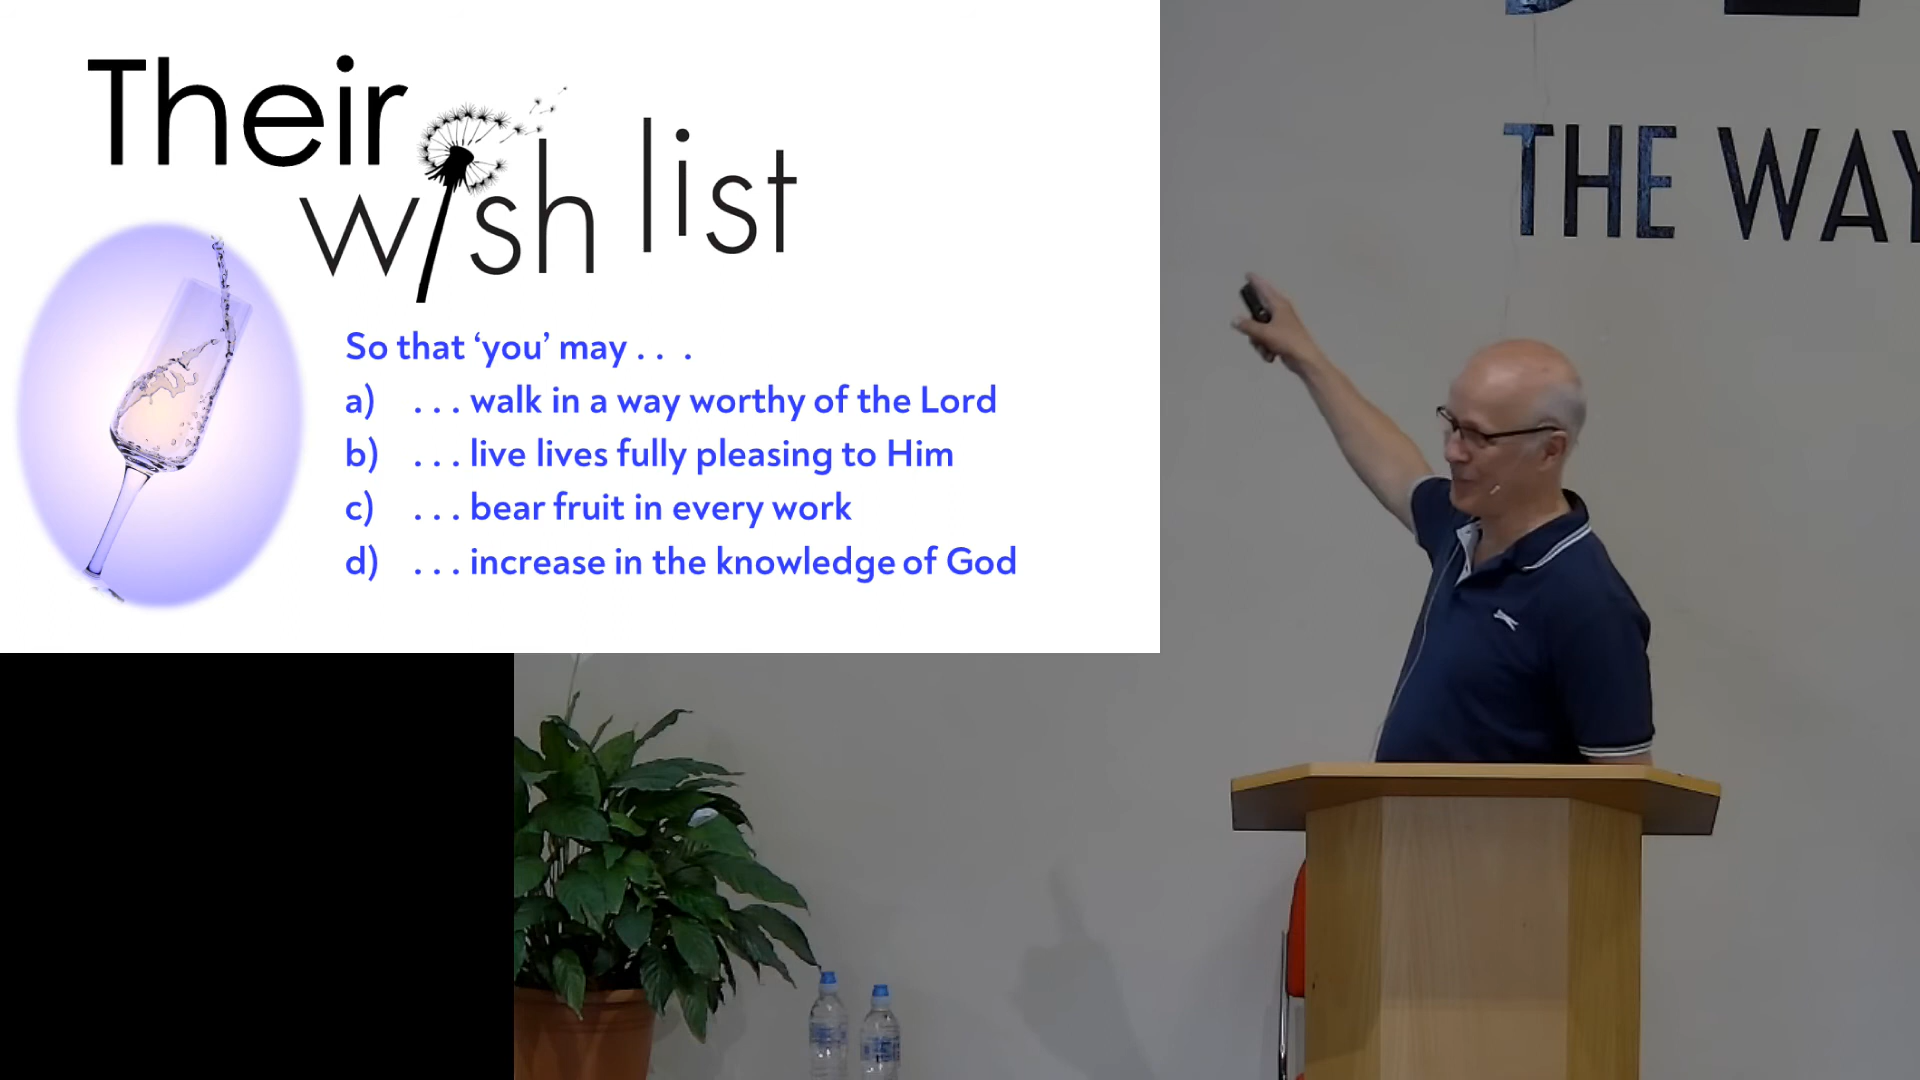 Their
wish list
So that ‘you’ may . . .
a) . . . walk in a way worthy of the Lord
b) . . . live lives fully pleasing to Him
c) . . . bear fruit in every work
d) . . . increase in the knowledge of God
THE WAY